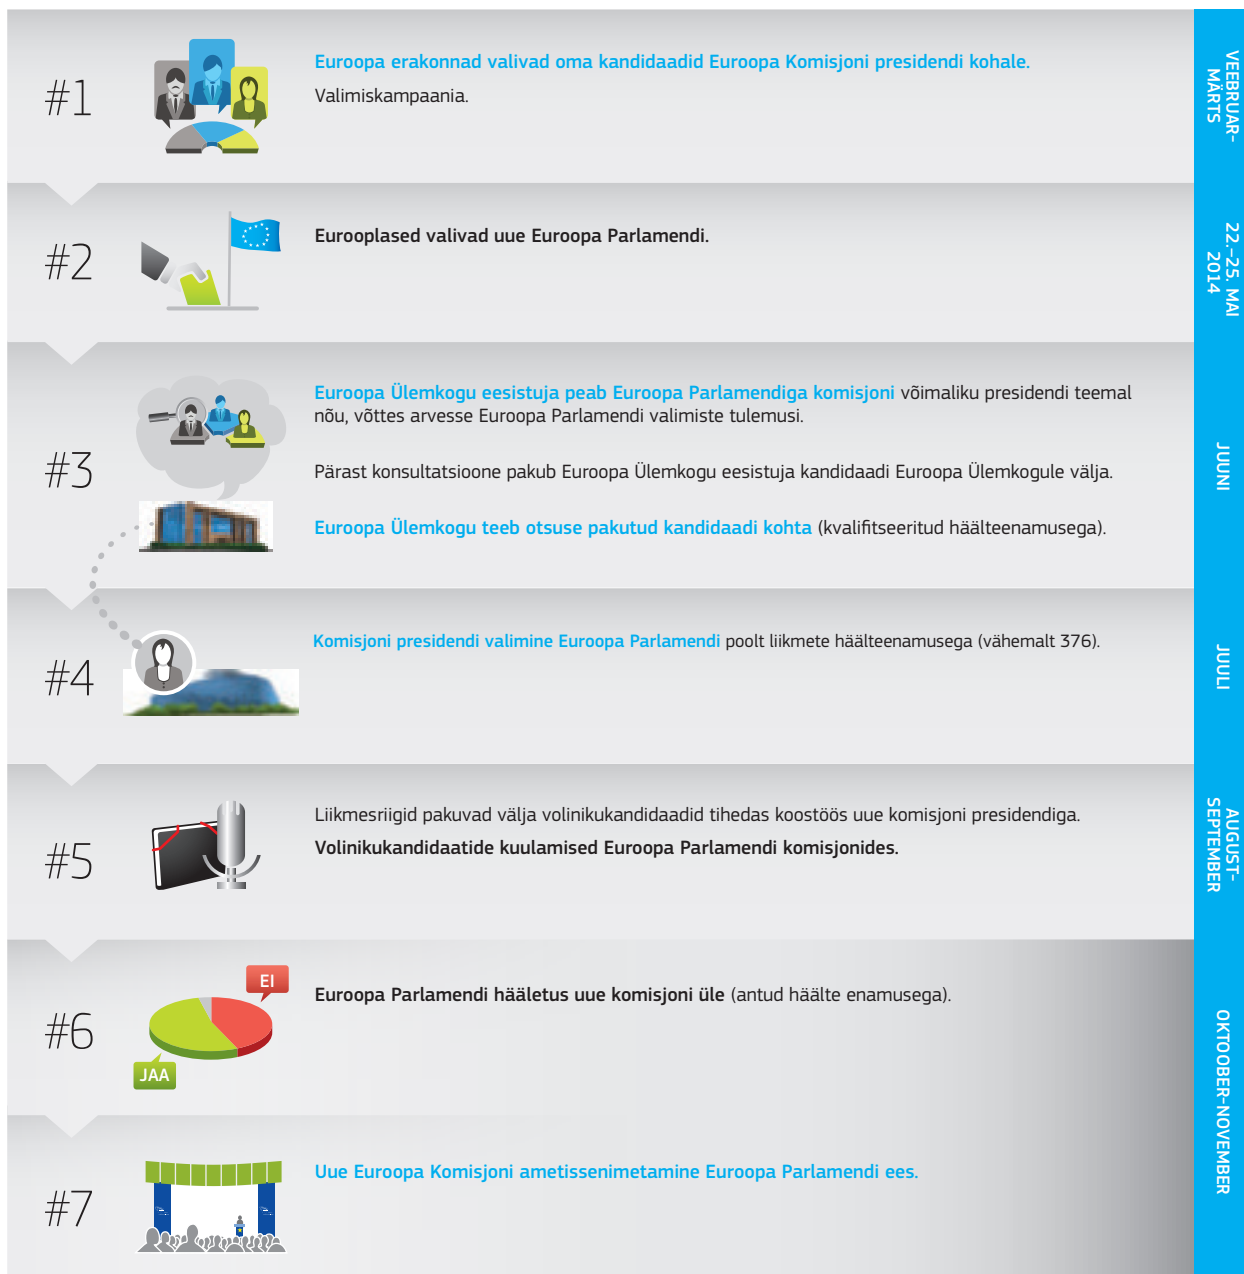 #1
Euroopa erakonnad valivad oma kandidaadid Euroopa Komisjoni presidendi kohale.
Valimiskampaania.
VEEBRUAR-
MÄRTS
#2
Eurooplased valivad uue Euroopa Parlamendi.
22.–25. MAI
2014
#3
Euroopa Ülemkogu eesistuja peab Euroopa Parlamendiga komisjoni võimaliku presidendi teemal
nõu, võttes arvesse Euroopa Parlamendi valimiste tulemusi.
Pärast konsultatsioone pakub Euroopa Ülemkogu eesistuja kandidaadi Euroopa Ülemkogule välja.
Euroopa Ülemkogu teeb otsuse pakutud kandidaadi kohta (kvalifitseeritud häälteenamusega).
JUUNI
#4
Komisjoni presidendi valimine Euroopa Parlamendi poolt liikmete häälteenamusega (vähemalt 376).
JUULI
#5
Liikmesriigid pakuvad välja volinikukandidaadid tihedas koostöös uue komisjoni presidendiga.
Volinikukandidaatide kuulamised Euroopa Parlamendi komisjonides.
AUGUST-
SEPTEMBER
#6
EI
JAA
Euroopa Parlamendi hääletus uue komisjoni üle (antud häälte enamusega).
OKTOOBER-NOVEMBER
#7
Uue Euroopa Komisjoni ametissenimetamine Euroopa Parlamendi ees.